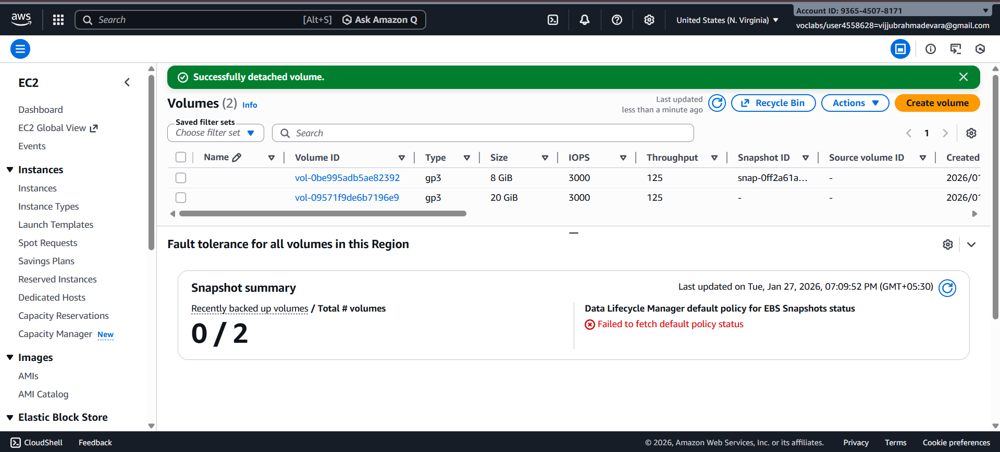 aws
Search [Alt+S] Ask Amazon Q
United States (N. Virginia)
Account ID: 9365-4507-8171
voclabs/user4558628=vijjubrahmadevara@gmail.com
EC2
Dashboard
EC2 Global View
Events
Instances
Instances
Instance Types
Launch Templates
Spot Requests
Savings Plans
Reserved Instances
Dedicated Hosts
Capacity Reservations
Capacity Manager New
Images
AMIs
AMI Catalog
Elastic Block Store
Successfully detached volume.
Volumes (2) Info
Last updated
less than a minute ago
Recycle Bin
Actions
Create volume
Saved filter sets
Choose filter set
Search
1
Name Volume ID Type Size IOPS Throughput Snapshot ID Source volume ID Created
vol-0be995adb5ae82392 gp3 8 GiB 3000 125 snap-0ff2a61a... - 2026/01
vol-09571f9de6b7196e9 gp3 20 GiB 3000 125 - - 2026/01
Fault tolerance for all volumes in this Region
Snapshot summary
Last updated on Tue, Jan 27, 2026, 07:09:52 PM (GMT+05:30)
Recently backed up volumes / Total # volumes
0 / 2
Data Lifecycle Manager default policy for EBS Snapshots status
Failed to fetch default policy status
CloudShell Feedback © 2026, Amazon Web Services, Inc. or its affiliates. Privacy Terms Cookie preferences